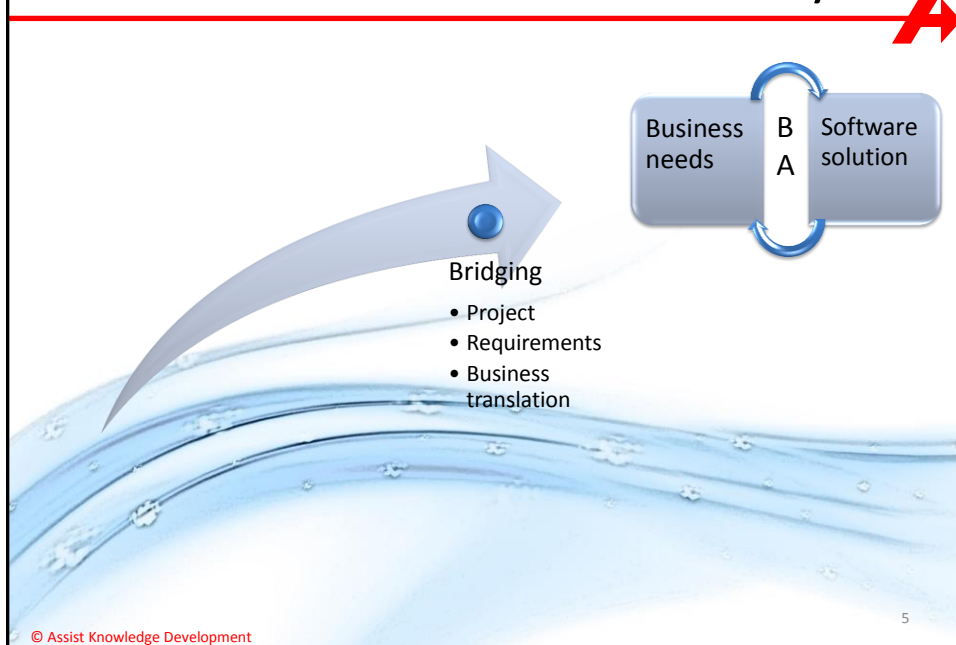 Business
needs
B
A
Software
solution
Bridging
• Project
• Requirements
• Business
translation
5
© Assist Knowledge Development